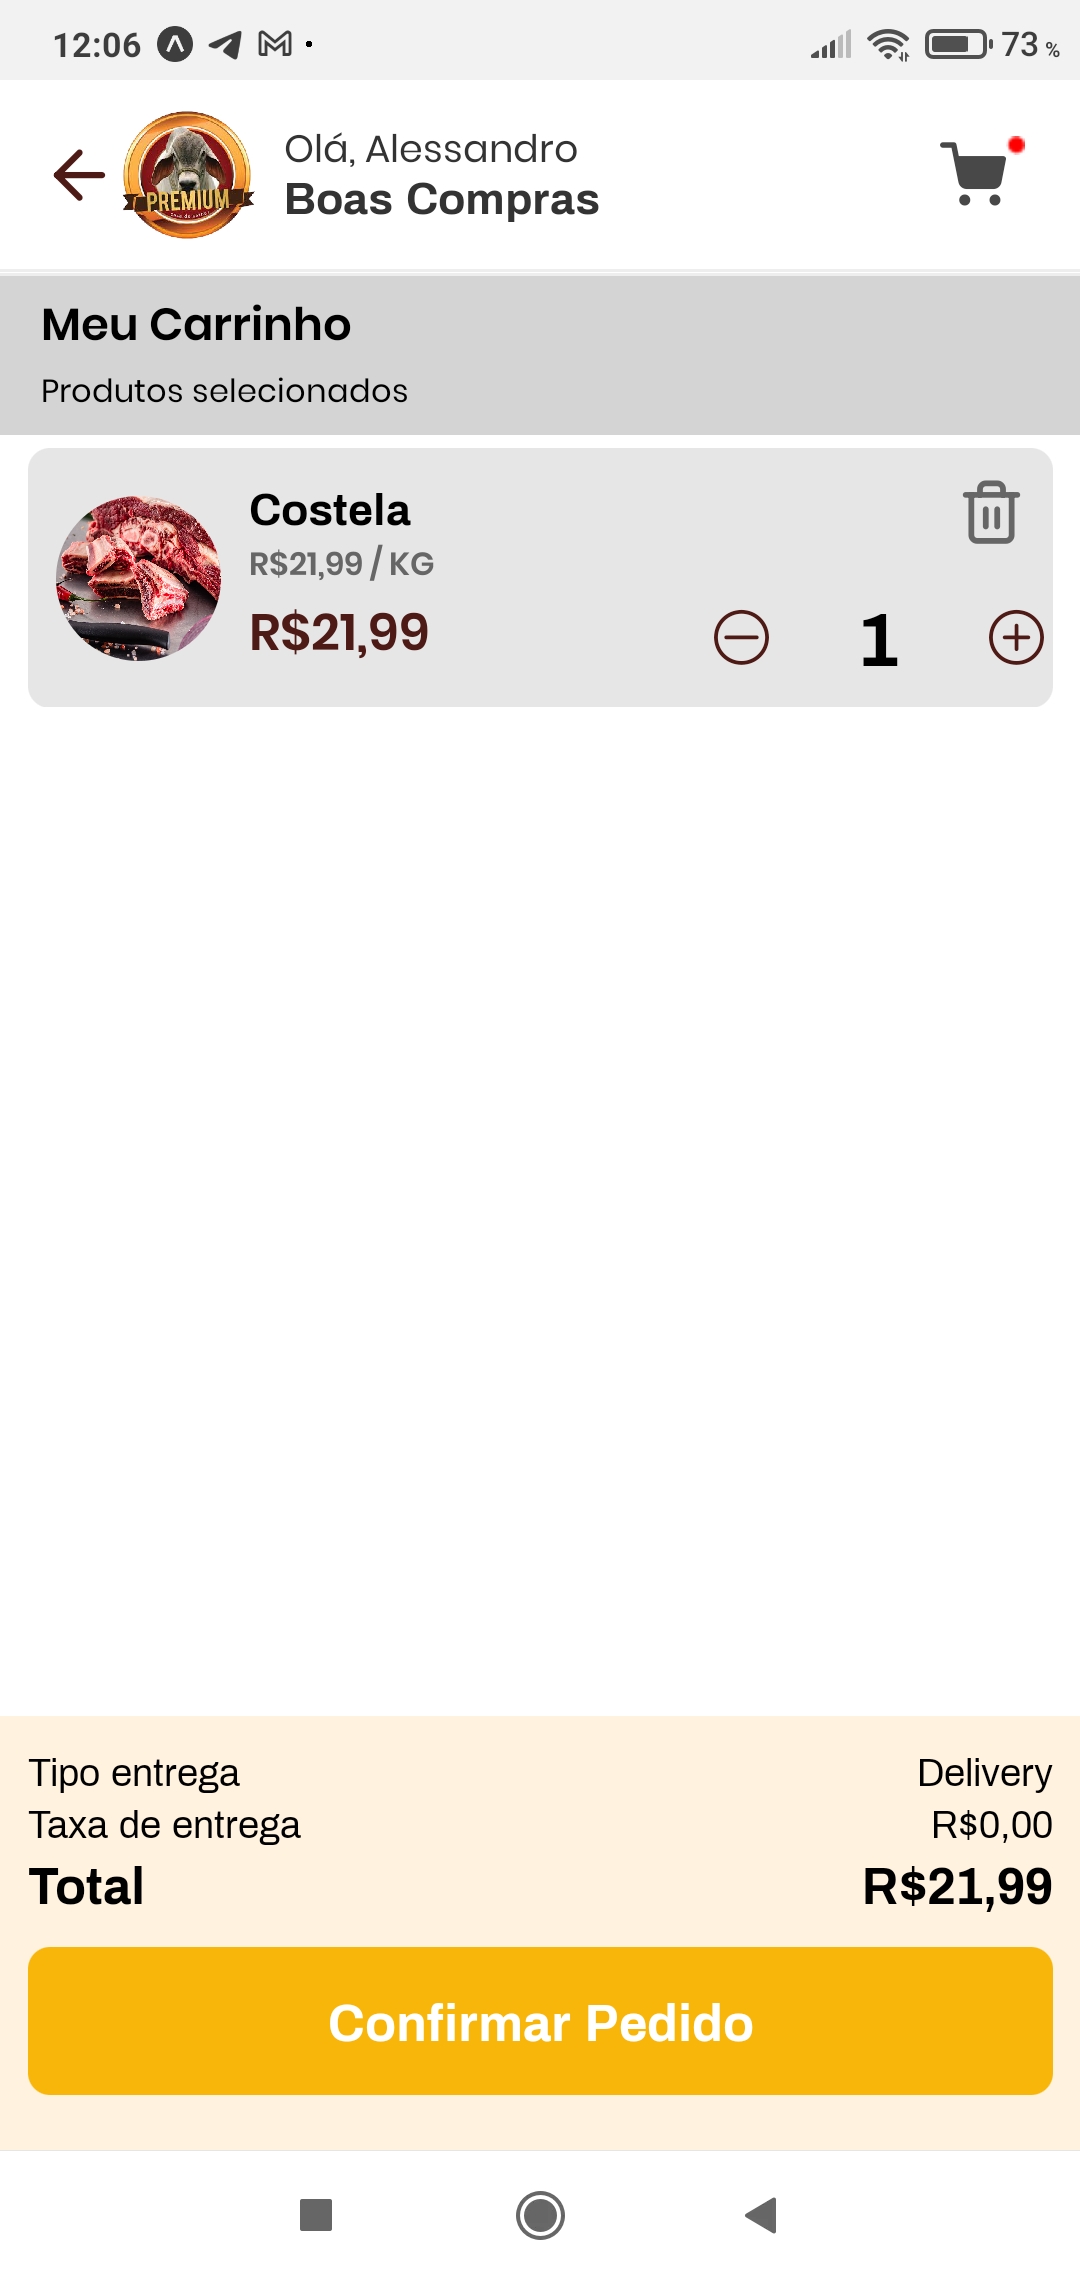 12:06
73 %
PREMIUM
Olá, Alessandro
Boas Compras
Meu Carrinho
Produtos selecionados
Costela
R$21,99 / KG
R$21,99
1
Tipo entrega Delivery
Taxa de entrega R$0,00
Total R$21,99
Confirmar Pedido